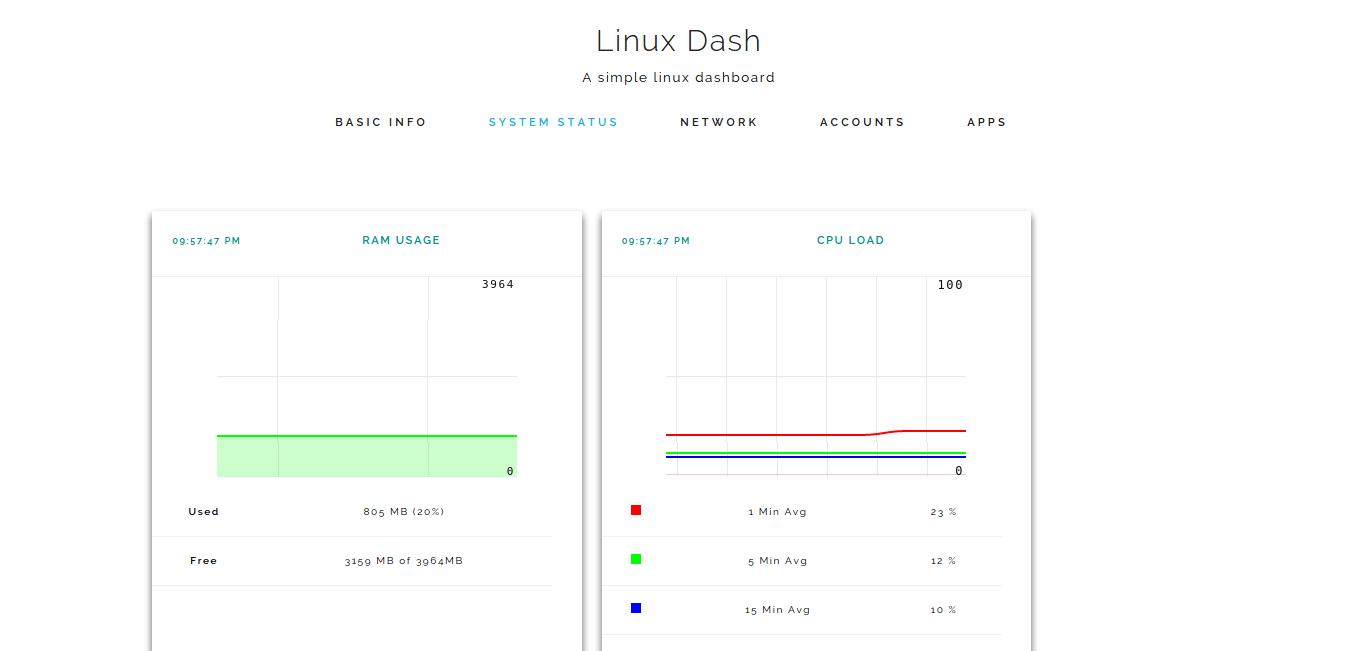 Linux Dash
A simple linux dashboard
BASIC INFO SYSTEM STATUS NETWORK ACCOUNTS APPS
09:57:47 PM RAM USAGE
3964
0
Used 805 MB (20%)
Free 3159 MB of 3964MB
09:57:47 PM CPU LOAD
100
0
1 Min Avg 23 %
5 Min Avg 12 %
15 Min Avg 10 %